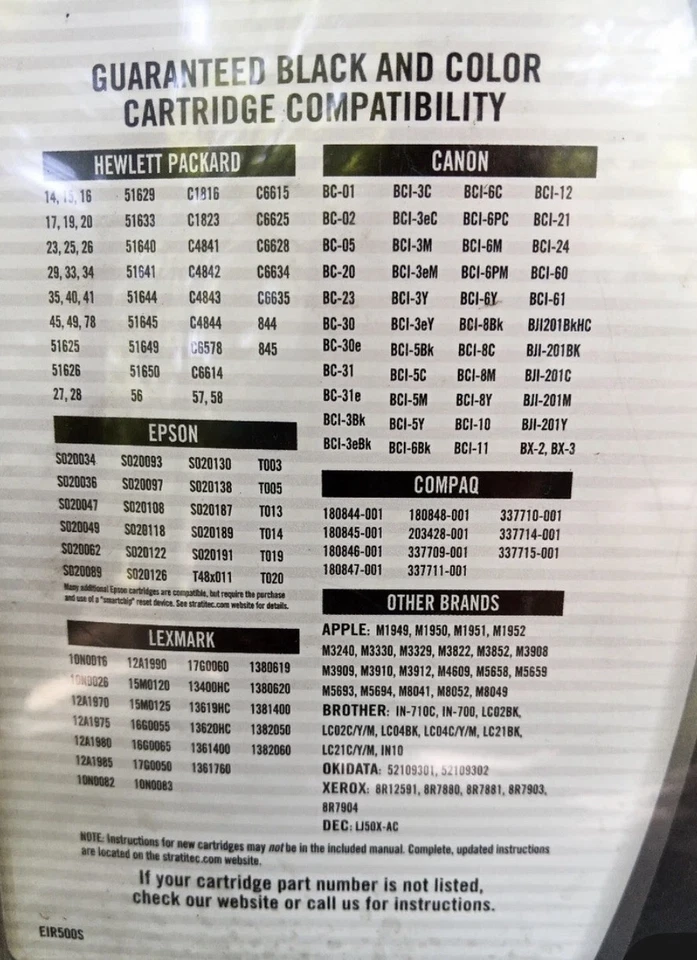 GUARANTEED BLACK AND COLOR
CARTRIDGE COMPATIBILITY
HEWLETT PACKARD
14, 15, 16 51629 C1816 C6615
17, 19, 20 51633 C1823 C6625
23, 25, 26 51640 C4841 C6628
29, 33, 34 51641 C4842 C6634
35, 40, 41 51644 C4843 C6635
45, 49, 78 51645 C4844 844
51625 51649 C6578 845
51626 51650 C6614
27, 28 56 57, 58
EPSON
S020034 S020093 S020130 T003
S020036 S020097 S020138 T005
S020047 S020108 S020187 T013
S020049 S020118 S020189 T014
S020062 S020122 S020191 T019
S020089 S020126 T48x011 T020
Many additional Epson cartridges are compatible, but require the purchase
and use of a "smartchip" reset device. See stratitec.com website for details.
LEXMARK
10N0016 12A1990 17G0060 1380619
10N0026 15M0120 13400HC 1380620
12A1970 15M0125 13619HC 1381400
12A1975 16G0055 13620HC 1382050
12A1980 16G0065 1361400 1382060
12A1985 17G0050 1361760
10N0082 10N0083
CANON
BC-01 BCI-3C BCI-6C BCI-12
BC-02 BCI-3eC BCI-6PC BCI-21
BC-05 BCI-3M BCI-6M BCI-24
BC-20 BCI-3eM BCI-6PM BCI-60
BC-23 BCI-3Y BCI-6Y BCI-61
BC-30 BCI-3eY BCI-8Bk BJI201BkHC
BC-30e BCI-5Bk BCI-8C BJI-201BK
BC-31 BCI-5C BCI-8M BJI-201C
BC-31e BCI-5M BCI-8Y BJI-201M
BCI-3Bk BCI-5Y BCI-10 BJI-201Y
BCI-3eBk BCI-6Bk BCI-11 BX-2, BX-3
COMPAQ
180844-001 180848-001 337710-001
180845-001 203428-001 337714-001
180846-001 337709-001 337715-001
180847-001 337711-001
OTHER BRANDS
APPLE: M1949, M1950, M1951, M1952
M3240, M3330, M3329, M3822, M3852, M3908
M3909, M3910, M3912, M4609, M5658, M5659
M5693, M5694, M8041, M8052, M8049
BROTHER: IN-710C, IN-700, LC02BK,
LC02C/Y/M, LC04BK, LC04C/Y/M, LC21BK,
LC21C/Y/M, IN10
OKIDATA: 52109301, 52109302
XEROX: 8R12591, 8R7880, 8R7881, 8R7903,
8R7904
DEC: LJ50X-AC
NOTE: Instructions for new cartridges may not be in the included manual. Complete, updated instructions
are located on the stratitec.com website.
If your cartridge part number is not listed,
check our website or call us for instructions.
EIR500S